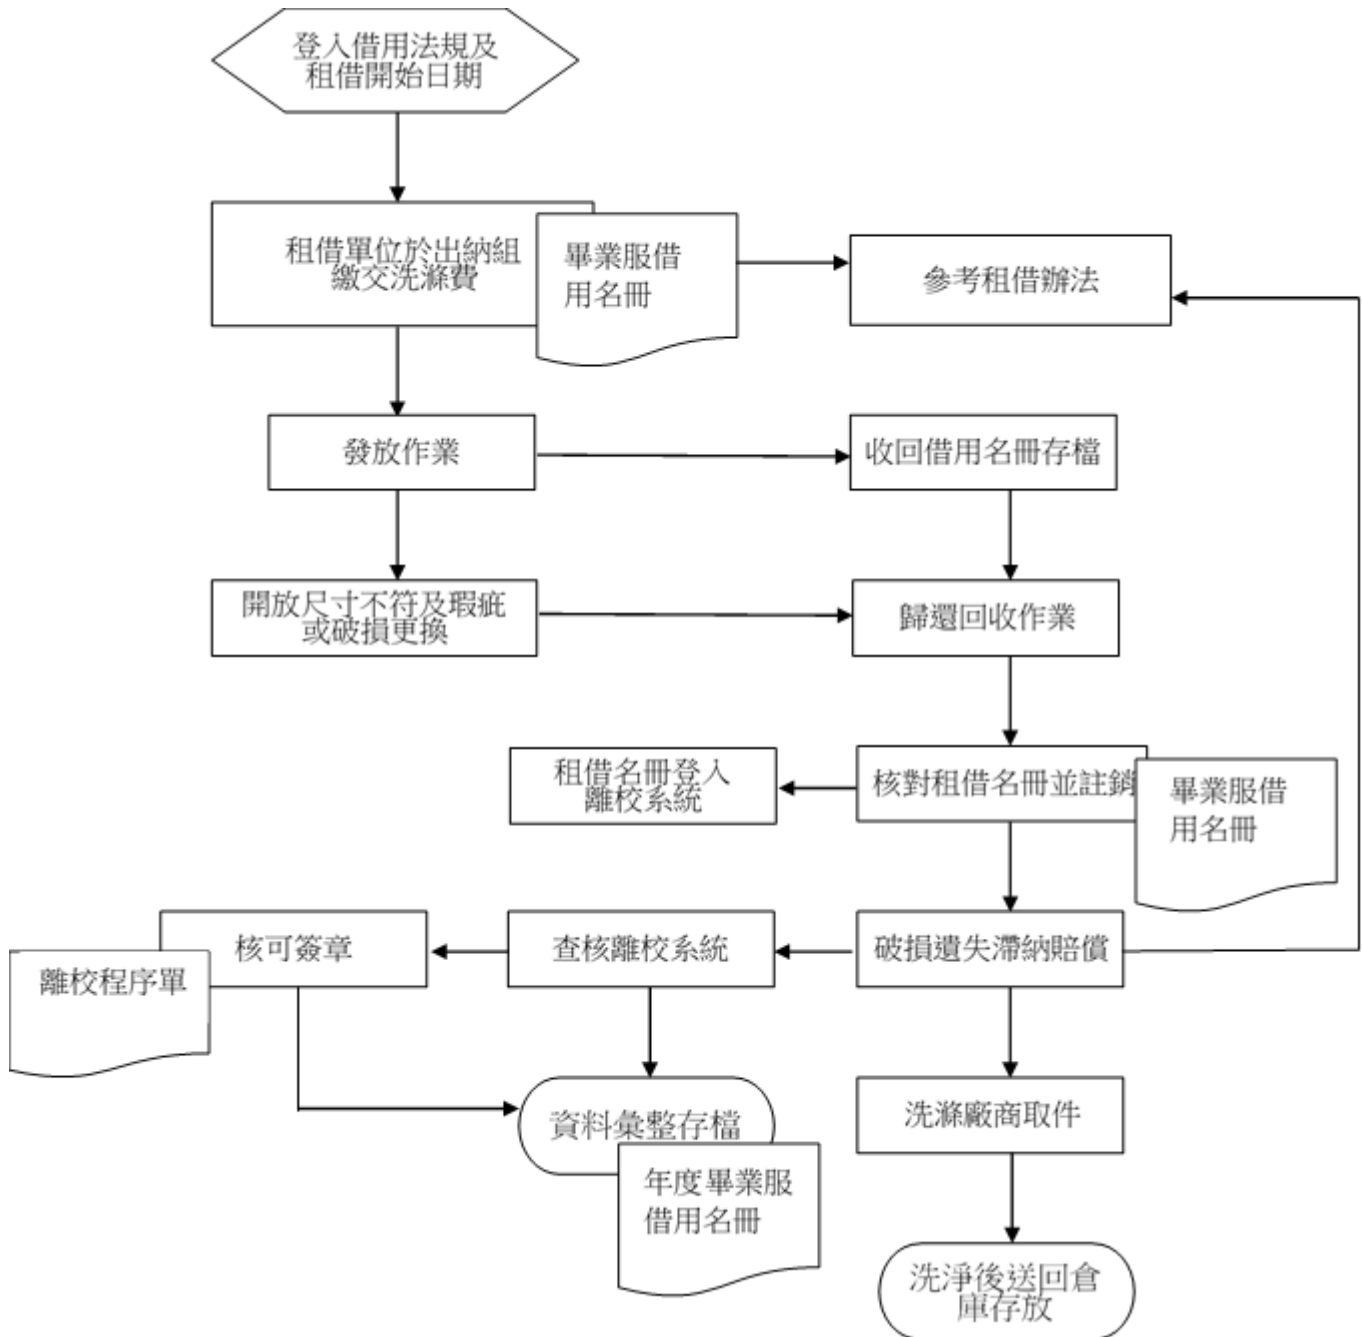 登入借用法規及
租借開始日期
租借單位於出納組
繳交洗滌費
畢業服借
用名冊
參考租借辦法
發放作業
收回借用名冊存檔
開放尺寸不符及瑕疵
或破損更換
歸還回收作業
租借名冊登入
離校系統
核對租借名冊並註銷
畢業服借
用名冊
離校程序單
核可簽章
查核離校系統
破損遺失滯納賠償
資料彙整存檔
年度畢業服
借用名冊
洗滌廠商取件
洗淨後送回倉
庫存放